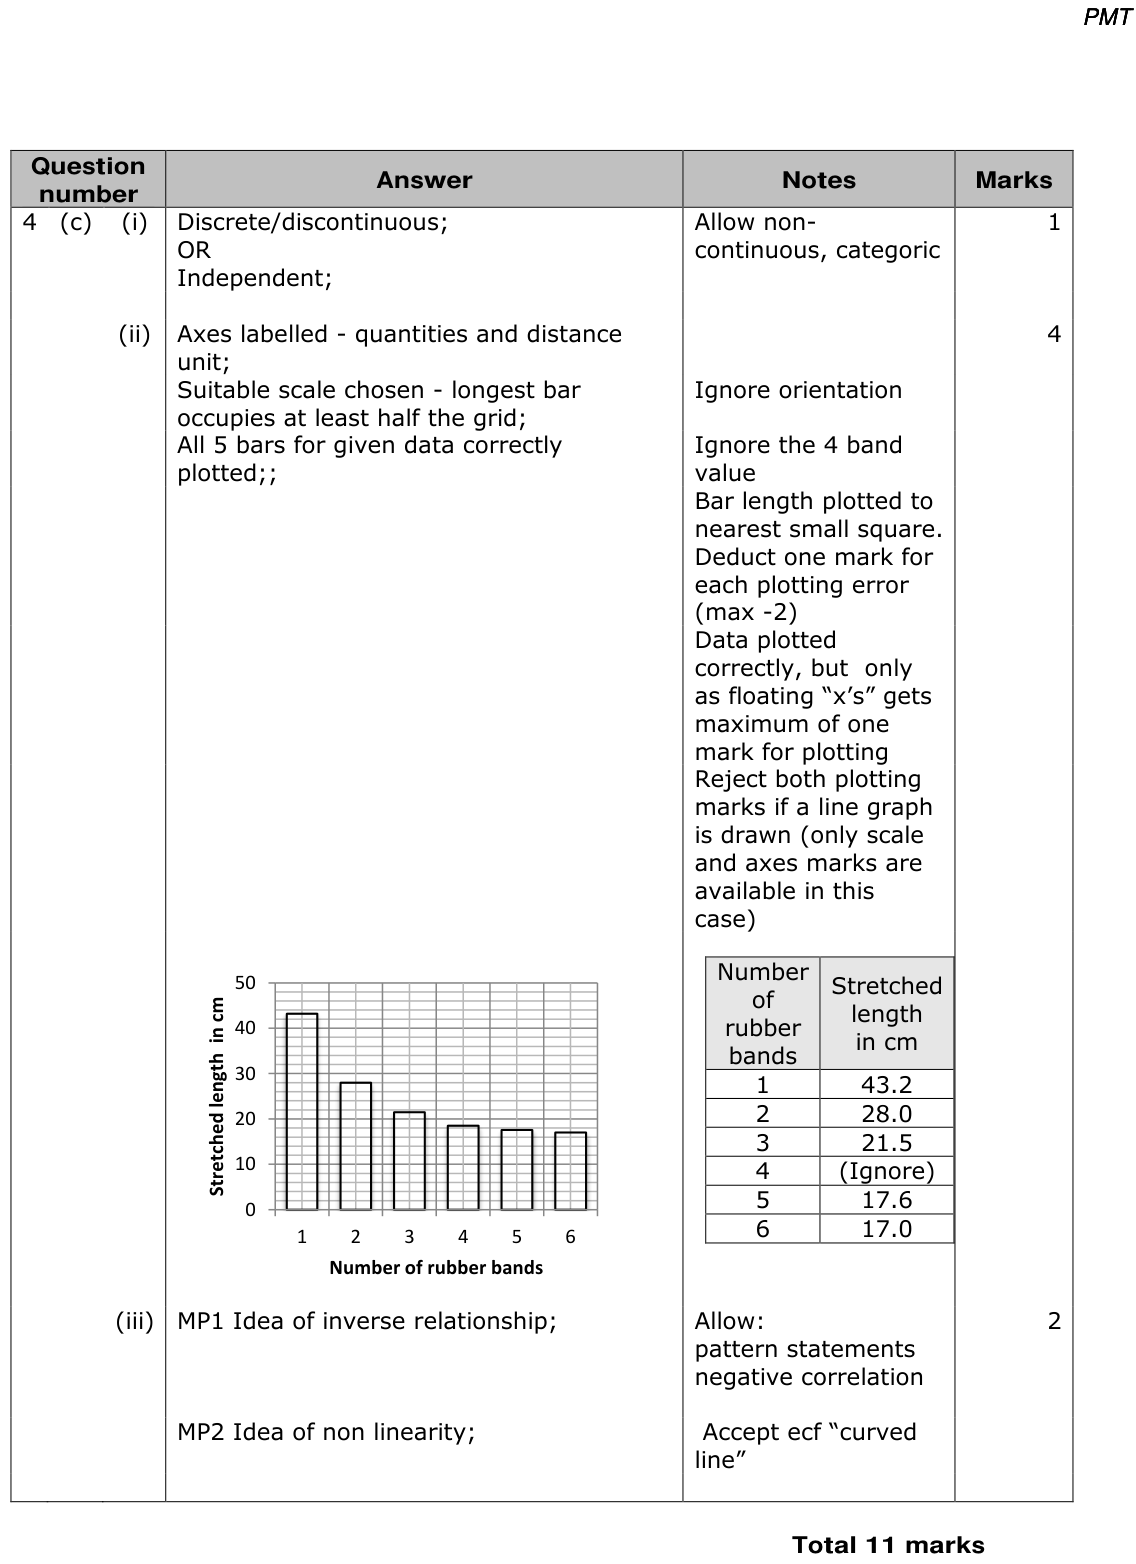 PMT
Question number Answer Notes Marks
4 (c) (i) Discrete/discontinuous; Allow non- 1
OR continuous, categoric
Independent;
(ii) Axes labelled - quantities and distance 4
unit;
Suitable scale chosen - longest bar Ignore orientation
occupies at least half the grid;
All 5 bars for given data correctly Ignore the 4 band
plotted;; value
Bar length plotted to
nearest small square.
Deduct one mark for
each plotting error
(max -2)
Data plotted
correctly, but only
as floating “x’s” gets
maximum of one
mark for plotting
Reject both plotting
marks if a line graph
is drawn (only scale
and axes marks are
available in this
case)
Stretched length in cm
50
40
30
20
10
0
1 2 3 4 5 6
Number of rubber bands
Number of rubber bands Stretched length in cm
1 43.2
2 28.0
3 21.5
4 (Ignore)
5 17.6
6 17.0
(iii) MP1 Idea of inverse relationship; Allow: 2
pattern statements
negative correlation
MP2 Idea of non linearity; Accept ecf “curved
line”
Total 11 marks